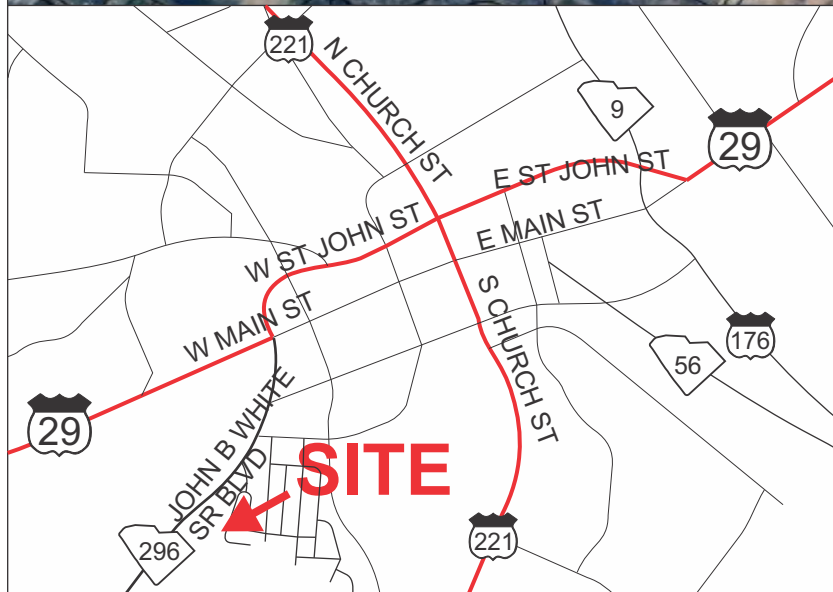 221
N CHURCH ST
9
29
E ST JOHN ST
W ST JOHN ST
E MAIN ST
W MAIN ST
S CHURCH ST
176
56
29
JOHN B WHITE
SR BLVD
SITE
296
221